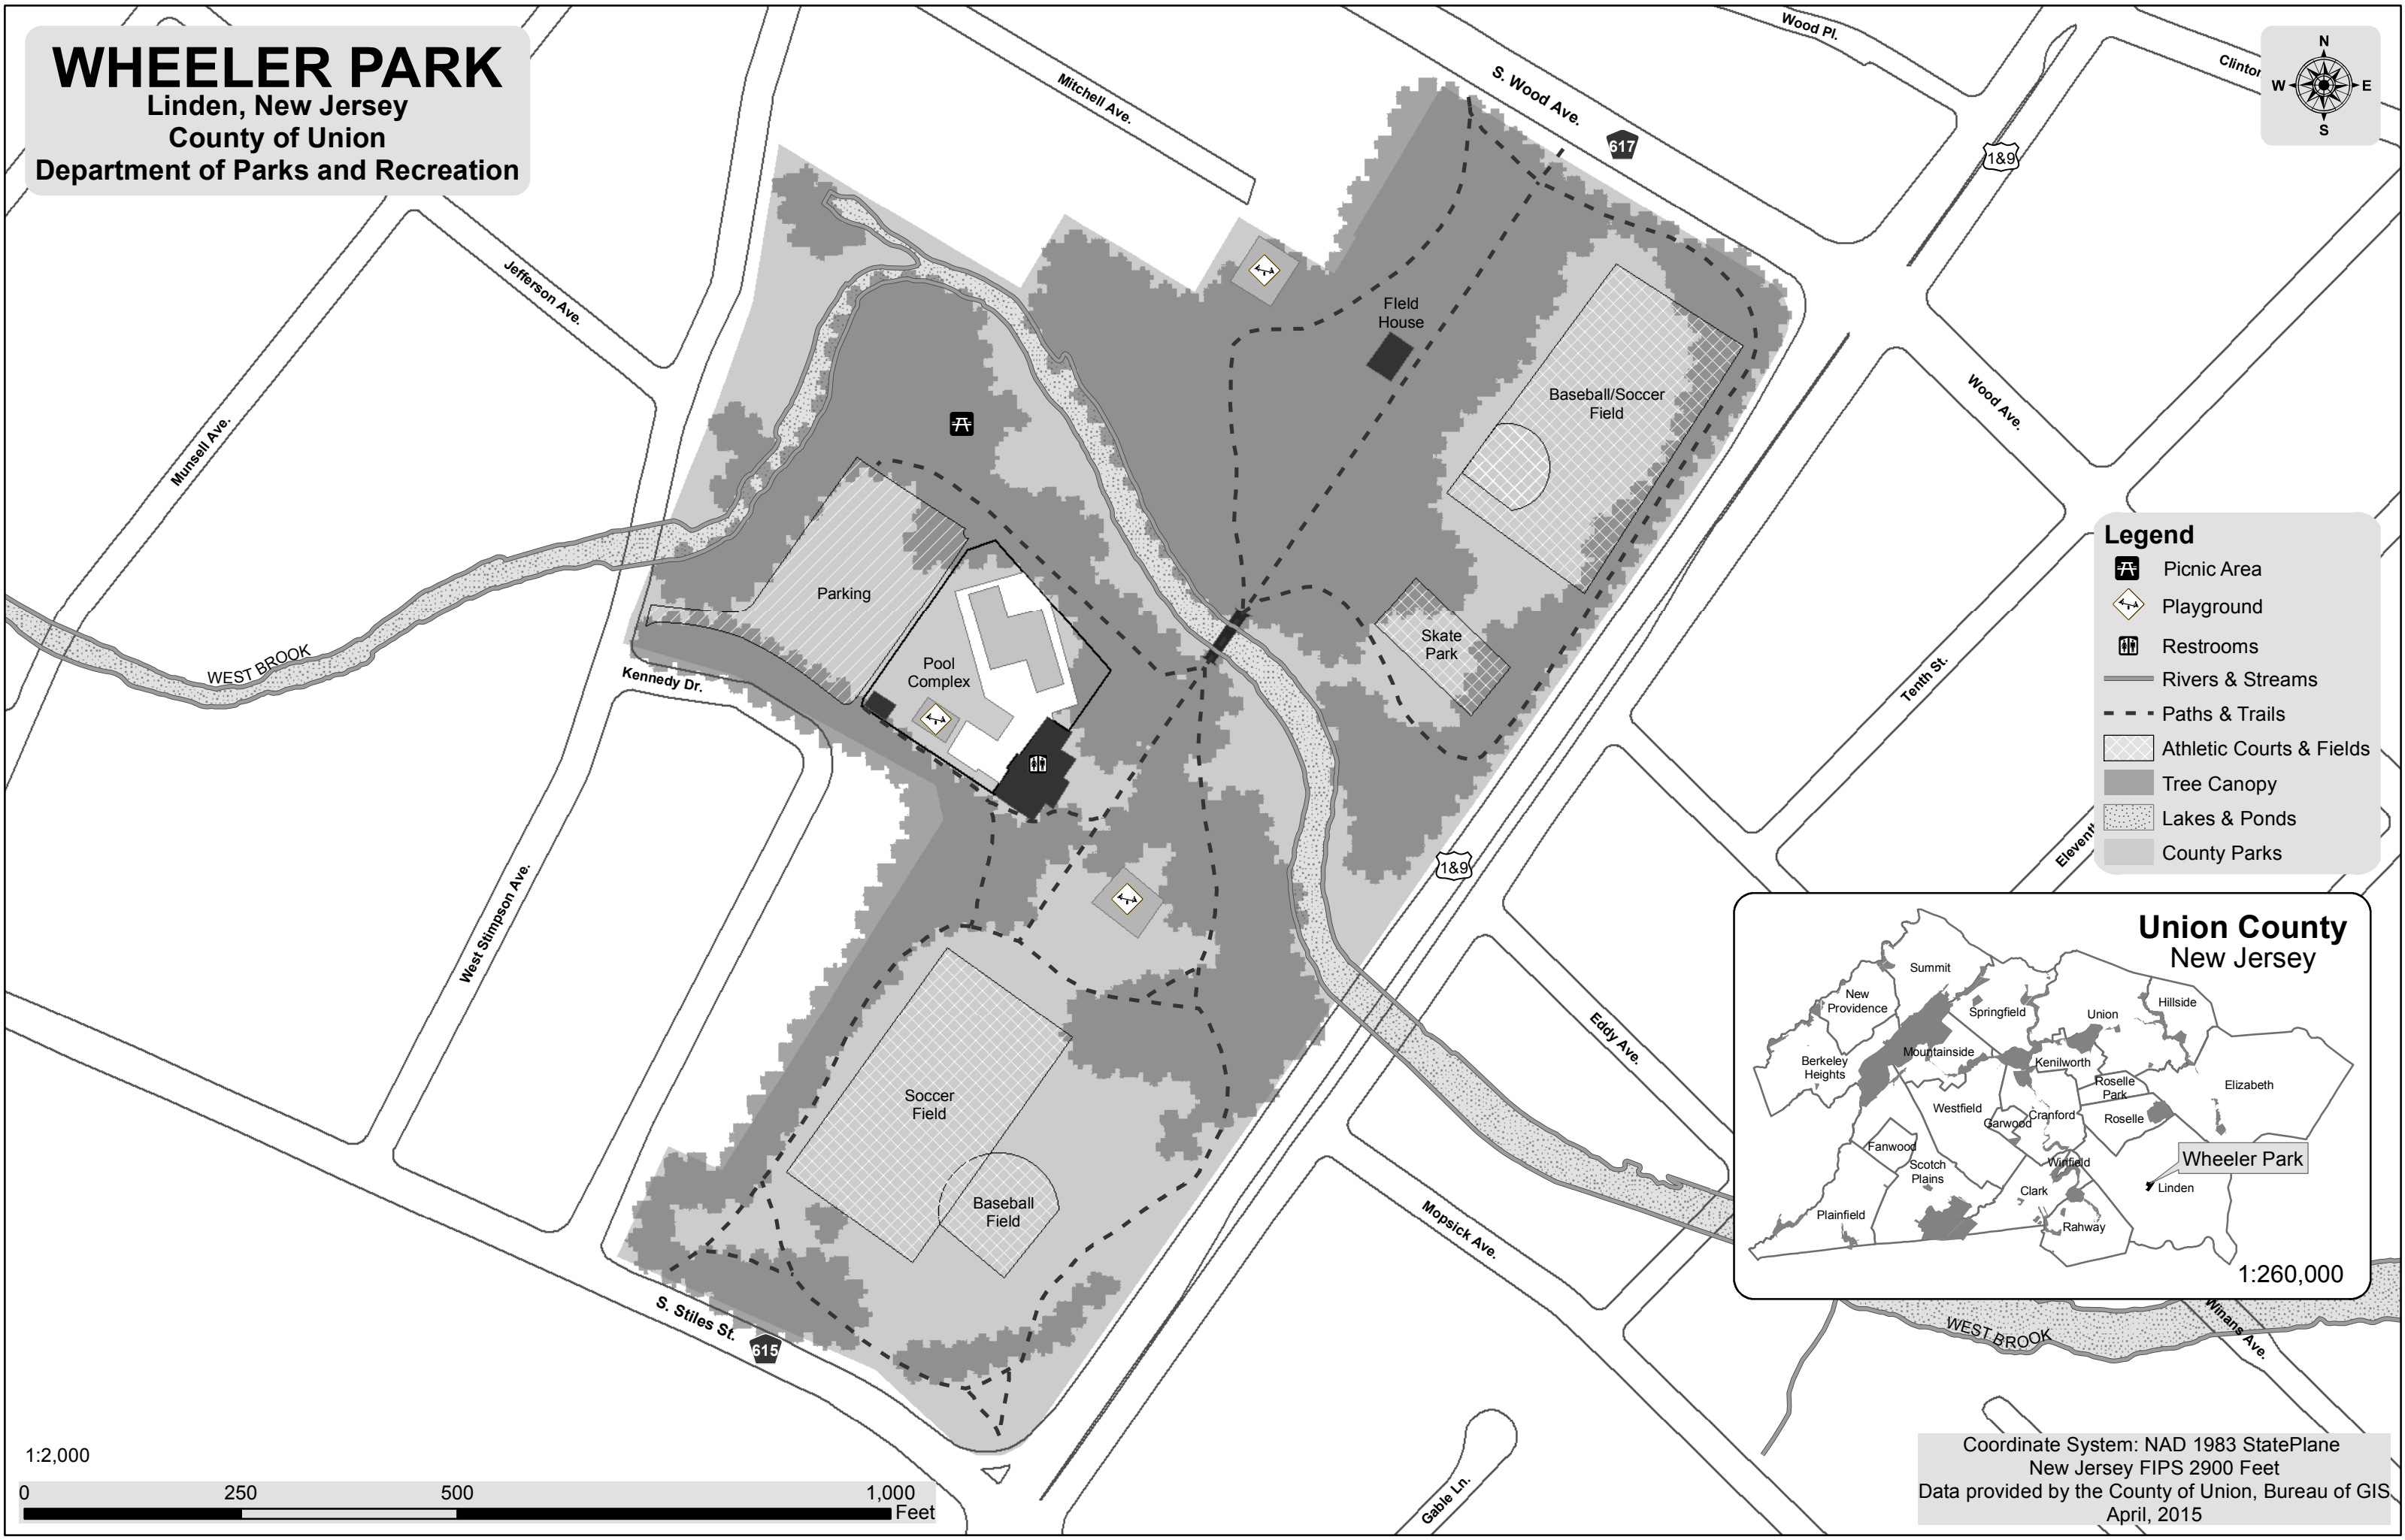 WHEELER PARK
Linden, New Jersey
County of Union
Department of Parks and Recreation
Wood Pl.
Clinton
N
W
E
S
S. Wood Ave.
617
1&9
Mitchell Ave.
Jefferson Ave.
Munsell Ave.
FIeld
House
Baseball/Soccer
Field
Wood Ave.
Parking
Pool
Complex
Skate
Park
WEST BROOK
Kennedy Dr.
Tenth St.
Legend
Picnic Area
Playground
Restrooms
Rivers & Streams
Paths & Trails
Athletic Courts & Fields
Tree Canopy
Lakes & Ponds
County Parks
1&9
Elevent
West Stimpson Ave.
Eddy Ave.
Soccer
Field
Baseball
Field
Mopsick Ave.
S. Stiles St.
615
Union County
New Jersey
Summit
New
Providence
Springfield
Hillside
Union
Berkeley
Heights
Mountainside
Kenilworth
Roselle
Park
Elizabeth
Westfield
Garwood
Cranford
Roselle
Fanwood
Scotch
Plains
Winfield
Wheeler Park
Linden
Clark
Plainfield
Rahway
1:260,000
WEST BROOK
Winans Ave.
Gable Ln.
1:2,000
0 250 500 1,000
Feet
Coordinate System: NAD 1983 StatePlane
New Jersey FIPS 2900 Feet
Data provided by the County of Union, Bureau of GIS
April, 2015